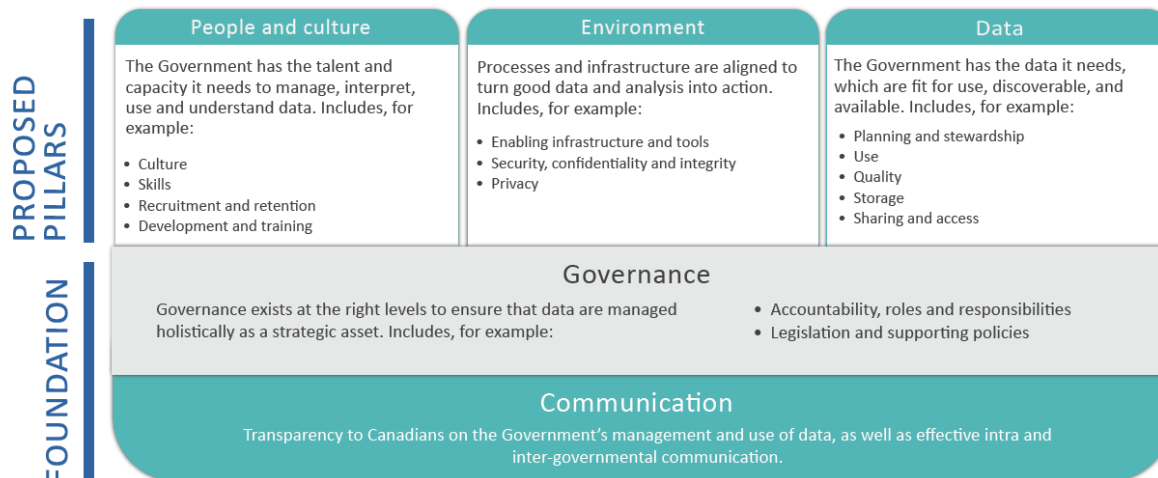 PROPOSED
PILLARS
People and culture
The Government has the talent and
capacity it needs to manage, interpret,
use and understand data. Includes, for
example:
• Culture
• Skills
• Recruitment and retention
• Development and training
Environment
Processes and infrastructure are aligned to
turn good data and analysis into action.
Includes, for example:
• Enabling infrastructure and tools
• Security, confidentiality and integrity
• Privacy
Data
The Government has the data it needs,
which are fit for use, discoverable, and
available. Includes, for example:
• Planning and stewardship
• Use
• Quality
• Storage
• Sharing and access
FOUNDATION
Governance
Governance exists at the right levels to ensure that data are managed
holistically as a strategic asset. Includes, for example:
• Accountability, roles and responsibilities
• Legislation and supporting policies
Communication
Transparency to Canadians on the Government's management and use of data, as well as effective intra and
inter-governmental communication.